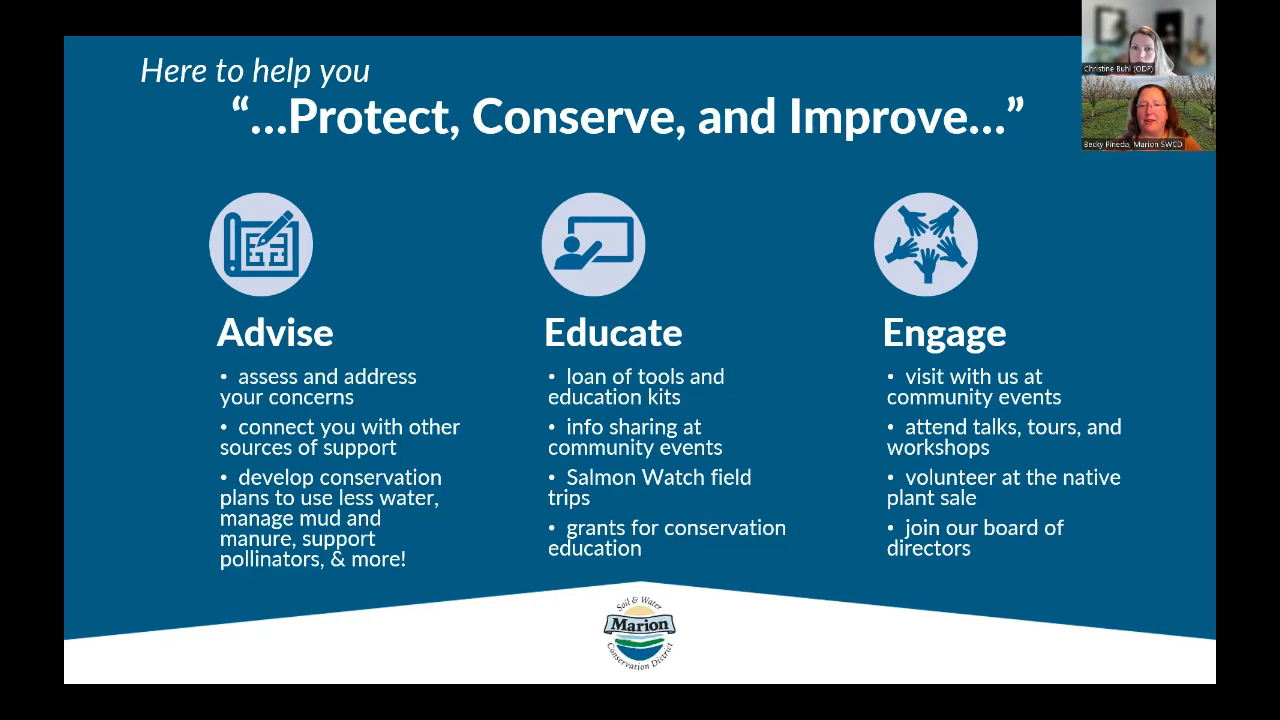 Here to help you
“...Protect, Conserve, and Improve...”
Christine Buhl (ODF)
Becky Pineda, Marion SWCD
Advise
• assess and address
your concerns
• connect you with other
sources of support
• develop conservation
plans to use less water,
manage mud and
manure, support
pollinators, & more!
Educate
• loan of tools and
education kits
• info sharing at
community events
• Salmon Watch field
trips
• grants for conservation
education
Engage
• visit with us at
community events
• attend talks, tours, and
workshops
• volunteer at the native
plant sale
• join our board of
directors
Soil & Water
Marion
Conservation District